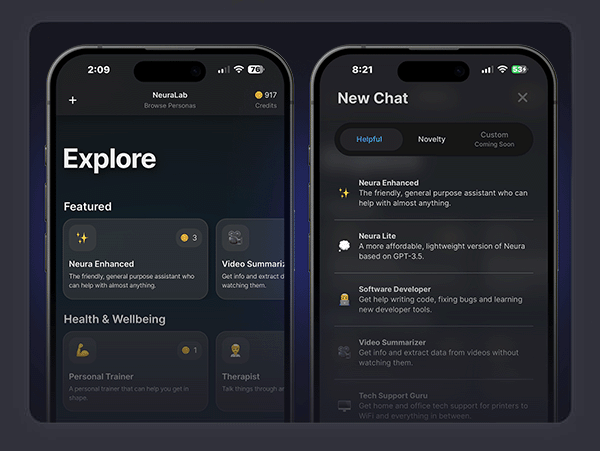 2:09
76
NeuraLab
Browse Personas
917
Credits
Explore
Featured
3
Neura Enhanced
The friendly, general purpose assistant who
can help with almost anything.
Video Summariz
Get info and extract d
watching them.
Health & Wellbeing
1
Personal Trainer
A personal trainer that can help you get in
shape.
Therapist
Talk things through an
8:21
53
New Chat
Helpful
Novelty
Custom
Coming Soon
Neura Enhanced
The friendly, general purpose assistant who can
help with almost anything.
Neura Lite
A more affordable, lightweight version of Neura
based on GPT-3.5.
Software Developer
Get help writing code, fixing bugs and learning
new developer tools.
Video Summarizer
Get info and extract data from videos without
watching them.
Tech Support Guru
Get home and office tech support for printers to
WiFi and everything in between.